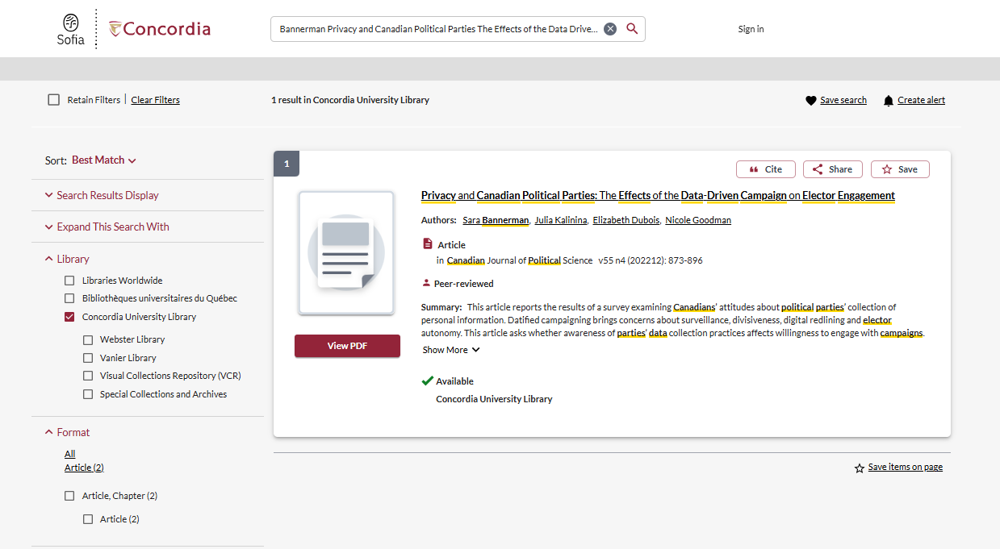 Sofia
Concordia
Bannerman Privacy and Canadian Political Parties The Effects of the Data Drive...
Sign in
Retain Filters | Clear Filters
1 result in Concordia University Library
Save search
Create alert
Sort: Best Match
Search Results Display
Expand This Search With
Library
Libraries Worldwide
Bibliothèques universitaires du Québec
Concordia University Library
Webster Library
Vanier Library
Visual Collections Repository (VCR)
Special Collections and Archives
Format
All
Article (2)
Article, Chapter (2)
Article (2)
1
Cite
Share
Save
Privacy and Canadian Political Parties: The Effects of the Data-Driven Campaign on Elector Engagement
Authors: Sara Bannerman, Julia Kalinina, Elizabeth Dubois, Nicole Goodman
Article
in Canadian Journal of Political Science v55 n4 (202212): 873-896
Peer-reviewed
Summary: This article reports the results of a survey examining Canadians' attitudes about political parties' collection of
personal information. Datified campaigning brings concerns about surveillance, divisiveness, digital redlining and elector
autonomy. This article asks whether awareness of parties' data collection practices affects willingness to engage with campaigns.
Show More
View PDF
Available
Concordia University Library
Save items on page